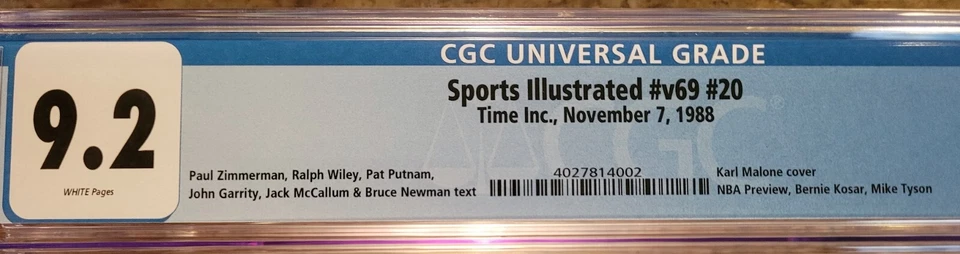 CGC UNIVERSAL GRADE
9.2
WHITE Pages
Sports Illustrated #v69 #20
Time Inc., November 7, 1988
Paul Zimmerman, Ralph Wiley, Pat Putnam,
John Garrity, Jack McCallum & Bruce Newman text
4027814002
Karl Malone cover
NBA Preview, Bernie Kosar, Mike Tyson
CGC®